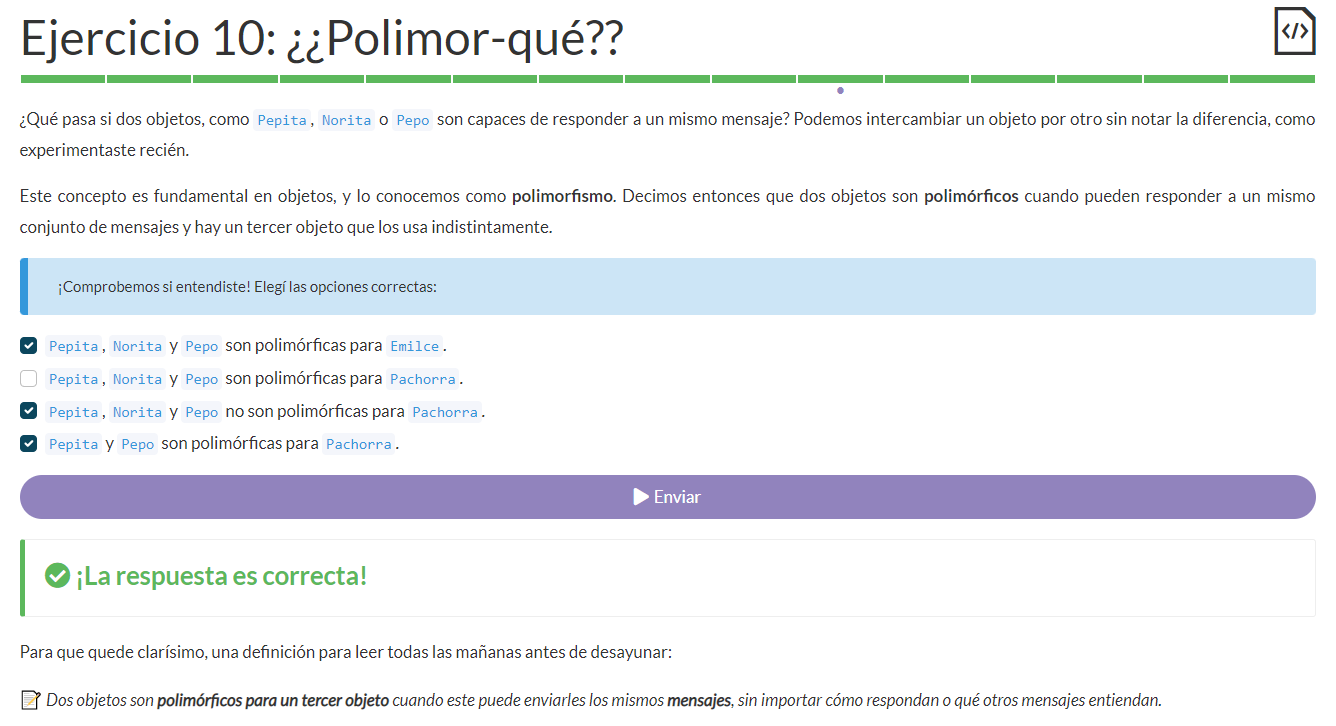 Ejercicio 10: ¿¿Polimor-qué??
</>
¿Qué pasa si dos objetos, como Pepita, Norita o Pepo son capaces de responder a un mismo mensaje? Podemos intercambiar un objeto por otro sin notar la diferencia, como
experimentaste recién.
Este concepto es fundamental en objetos, y lo conocemos como polimorfismo. Decimos entonces que dos objetos son polimórficos cuando pueden responder a un mismo
conjunto de mensajes y hay un tercer objeto que los usa indistintamente.
¡Comprobemos si entendiste! Elegí las opciones correctas:
Pepita, Norita y Pepo son polimórficas para Emilce.
Pepita, Norita y Pepo son polimórficas para Pachorra.
Pepita, Norita y Pepo no son polimórficas para Pachorra.
Pepita y Pepo son polimórficas para Pachorra.
Enviar
¡La respuesta es correcta!
Para que quede clarísimo, una definición para leer todas las mañanas antes de desayunar:
Dos objetos son polimórficos para un tercer objeto cuando este puede enviarles los mismos mensajes, sin importar cómo respondan o qué otros mensajes entiendan.